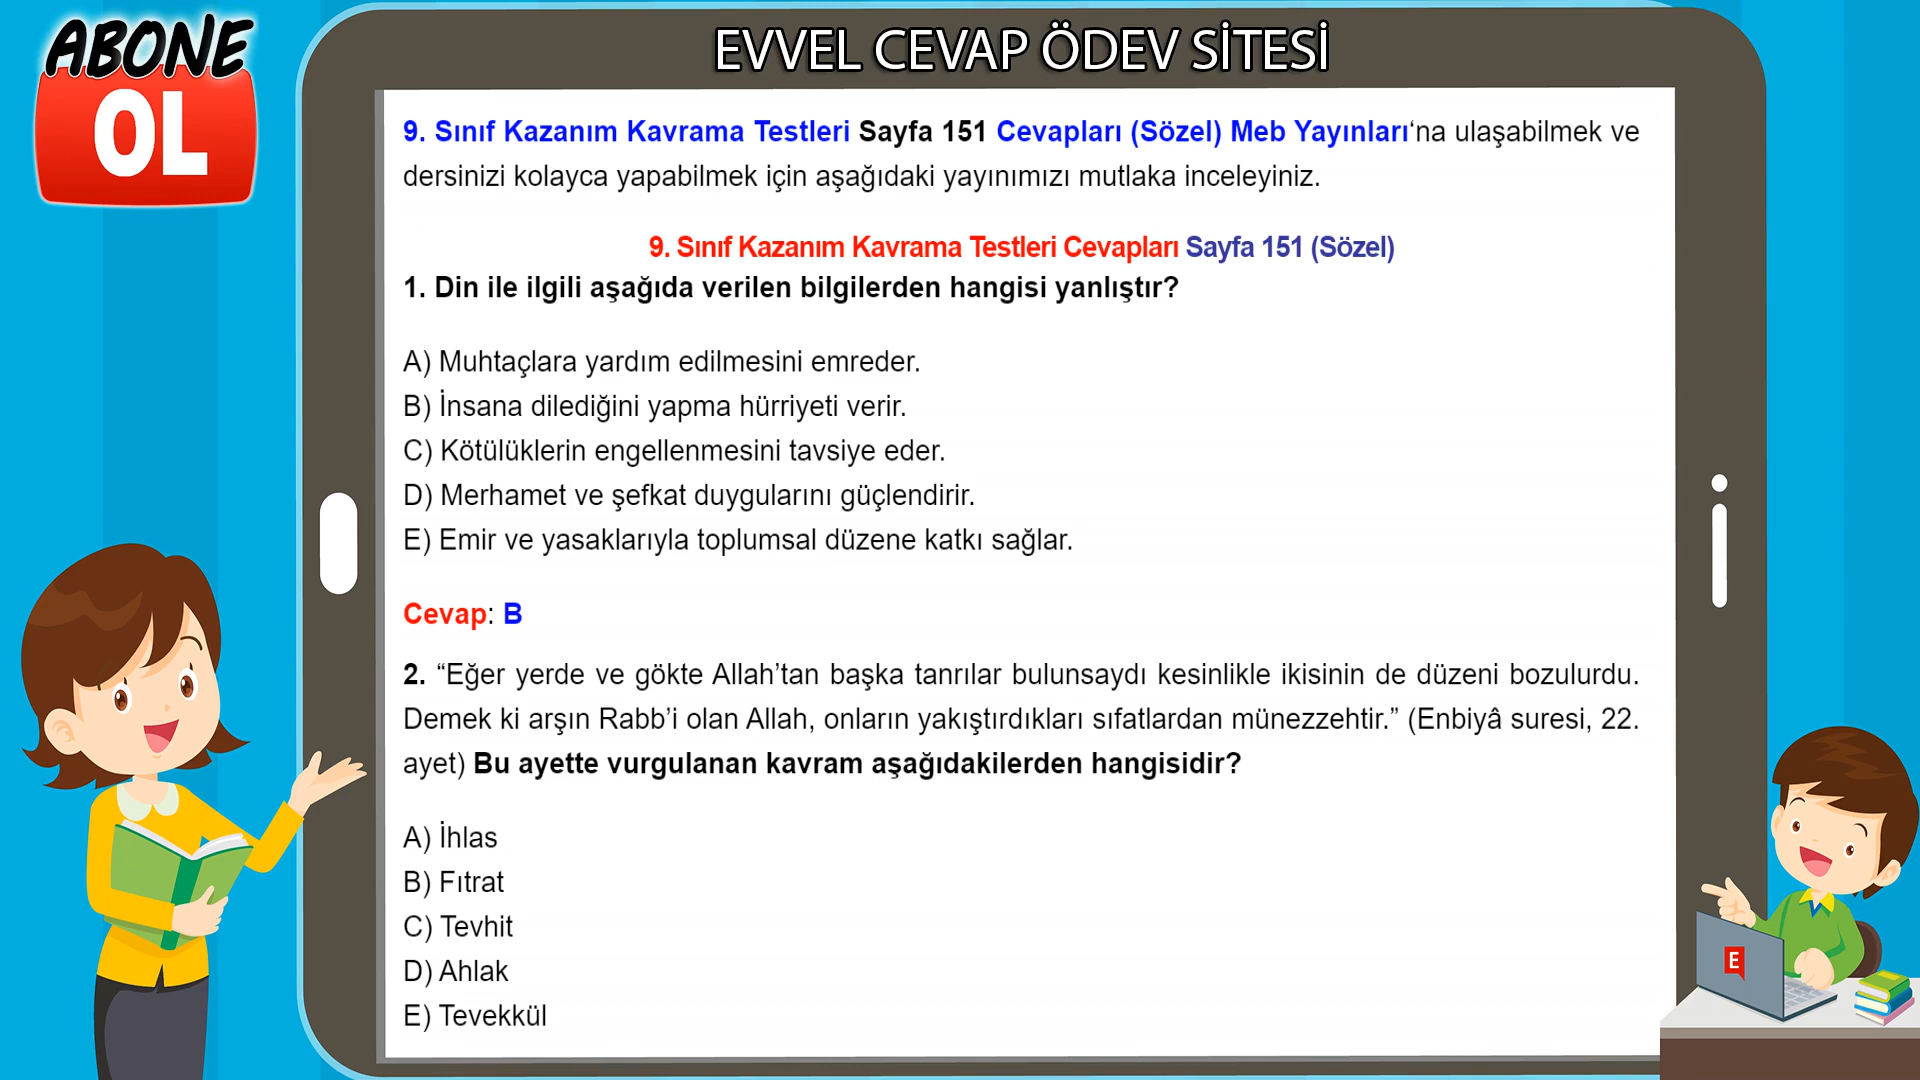 ABONE
OL
EVVEL CEVAP ÖDEV SİTESİ
9. Sınıf Kazanım Kavrama Testleri Sayfa 151 Cevapları (Sözel) Meb Yayınları‘na ulaşabilmek ve
dersinizi kolayca yapabilmek için aşağıdaki yayınımızı mutlaka inceleyiniz.
9. Sınıf Kazanım Kavrama Testleri Cevapları Sayfa 151 (Sözel)
1. Din ile ilgili aşağıda verilen bilgilerden hangisi yanlıştır?
A) Muhtaçlara yardım edilmesini emreder.
B) İnsana dilediğini yapma hürriyeti verir.
C) Kötülüklerin engellenmesini tavsiye eder.
D) Merhamet ve şefkat duygularını güçlendirir.
E) Emir ve yasaklarıyla toplumsal düzene katkı sağlar.
Cevap: B
2. “Eğer yerde ve gökte Allah’tan başka tanrılar bulunsaydı kesinlikle ikisinin de düzeni bozulurdu.
Demek ki arşın Rabb’i olan Allah, onların yakıştırdıkları sıfatlardan münezzehtir.” (Enbiyâ suresi, 22.
ayet) Bu ayette vurgulanan kavram aşağıdakilerden hangisidir?
A) İhlas
B) Fıtrat
C) Tevhit
D) Ahlak
E) Tevekkül
E